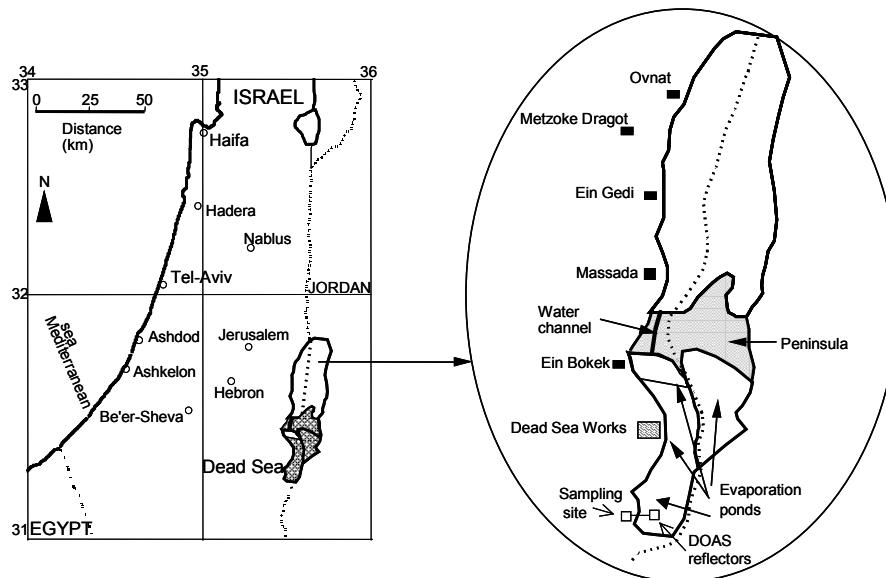 34
35
36
33
0 25 50
Distance
(km)
ISRAEL
Haifa
N
Hadera
Nablus
Tel-Aviv
32
JORDAN
sea
Mediterranean
Ashdod
Jerusalem
Ashkelon
Hebron
Be'er-Sheva
Dead Sea
31
EGYPT
Ovnat
Metzoke Dragot
Ein Gedi
Massada
Water
channel
Peninsula
Ein Bokek
Dead Sea Works
Evaporation
ponds
Sampling
site
DOAS
reflectors